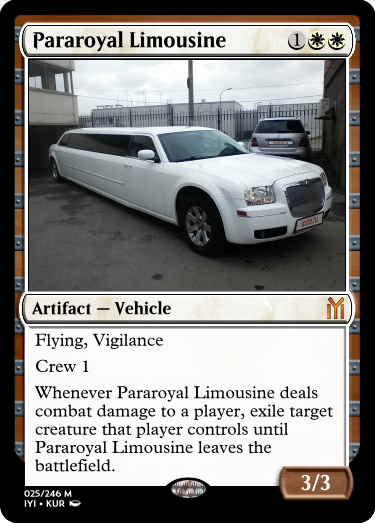 Pararoyal Limousine 1
Artifact — Vehicle
Flying, Vigilance
Crew 1
Whenever Pararoyal Limousine deals
combat damage to a player, exile target
creature that player controls until
Pararoyal Limousine leaves the
battlefield.
3/3
025/246 M
IYI • KUR